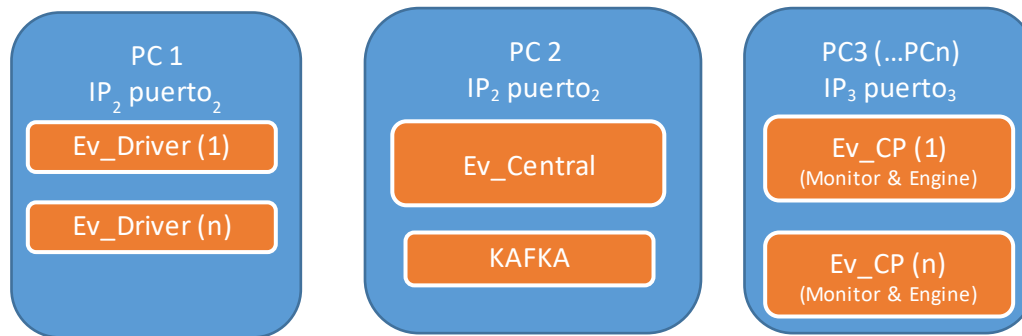 PC 1
IP₂ puerto₂
Ev_Driver (1)
Ev_Driver (n)
PC 2
IP₂ puerto₂
Ev_Central
KAFKA
PC3 (…PCn)
IP₃ puerto₃
Ev_CP (1)
(Monitor & Engine)
Ev_CP (n)
(Monitor & Engine)